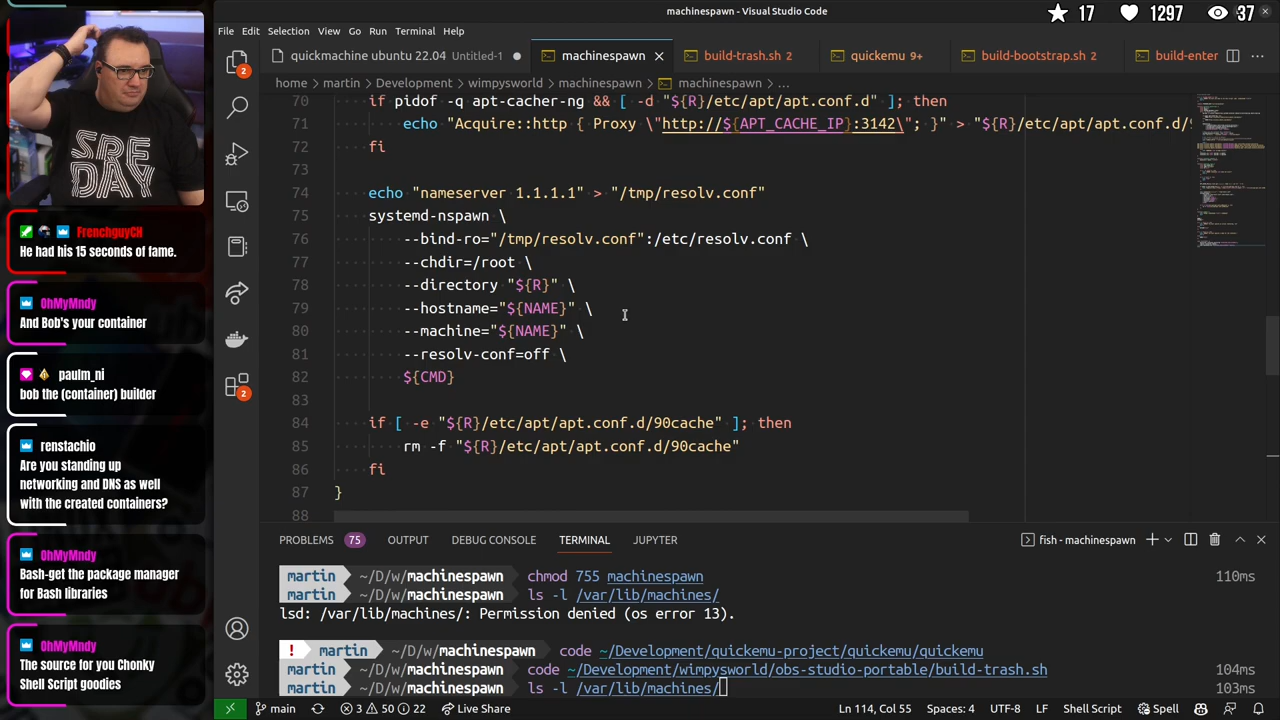 machinespawn - Visual Studio Code
17 1297 37
File Edit Selection View Go Run Terminal Help
quickmachine ubuntu 22.04 Untitled-1
machinespawn
build-trash.sh 2
quickemu 9+
build-bootstrap.sh 2
build-enter
home > martin > Development > wimpysworld > machinespawn > machinespawn > ...
SRE
DAY
FrenchguyCH
He had his 15 seconds of fame.
OhMyMndy
And Bob's your container
paulm_ni
bob the (container) builder
renstachio
Are you standing up
networking and DNS as well
with the created containers?
OhMyMndy
Bash-get the package manager
for Bash libraries
OhMyMndy
The source for you Chonky
Shell Script goodies
2
2
70 if pidof -q apt-cacher-ng && [ -d "${R}/etc/apt/apt.conf.d" ]; then
71 echo "Acquire::http { Proxy \"http://${APT_CACHE_IP}:3142\"; }" > "${R}/etc/apt/apt.conf.d/9
72 fi
73
74 echo "nameserver 1.1.1.1" > "/tmp/resolv.conf"
75 systemd-nspawn \
76 --bind-ro="/tmp/resolv.conf":/etc/resolv.conf \
77 --chdir=/root \
78 --directory "${R}" \
79 --hostname="${NAME}" \
80 --machine="${NAME}" \
81 --resolv-conf=off \
82 ${CMD}
83
84 if [ -e "${R}/etc/apt/apt.conf.d/90cache" ]; then
85 rm -f "${R}/etc/apt/apt.conf.d/90cache"
86 fi
87 }
88
PROBLEMS 75 OUTPUT DEBUG CONSOLE TERMINAL JUPYTER
fish - machinespawn
martin ~/D/w/machinespawn chmod 755 machinespawn 110ms
martin ~/D/w/machinespawn ls -l /var/lib/machines/
lsd: /var/lib/machines/: Permission denied (os error 13).
! martin ~/D/w/machinespawn code ~/Development/quickemu-project/quickemu/quickemu
martin ~/D/w/machinespawn code ~/Development/wimpysworld/obs-studio-portable/build-trash.sh 104ms
martin ~/D/w/machinespawn ls -l /var/lib/machines/ 103ms
main 3 50 22 Live Share
Ln 114, Col 55 Spaces: 4 UTF-8 LF Shell Script Spell